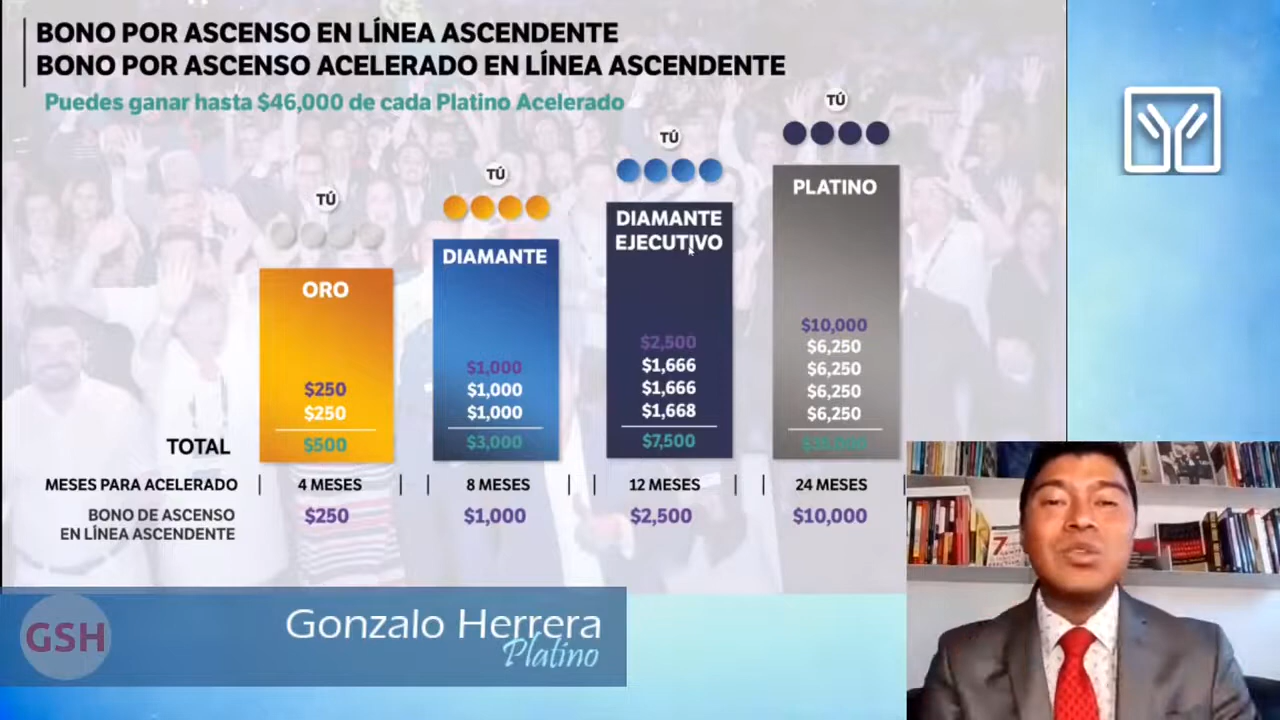 BONO POR ASCENSO EN LÍNEA ASCENDENTE
BONO POR ASCENSO ACELERADO EN LÍNEA ASCENDENTE
Puedes ganar hasta $46,000 de cada Platino Acelerado
TÚ
TÚ
TÚ
TÚ
ORO
$250
$250
$500
DIAMANTE
$1,000
$1,000
$1,000
$3,000
DIAMANTE
EJECUTIVO
$2,500
$1,666
$1,666
$1,668
$7,500
PLATINO
$10,000
$6,250
$6,250
$6,250
$6,250
TOTAL
MESES PARA ACELERADO | 4 MESES | | 8 MESES | | 12 MESES | | 24 MESES |
BONO DE ASCENSO
EN LÍNEA ASCENDENTE
$250 $1,000 $2,500 $10,000
GSH
Gonzalo Herrera
Platino
7